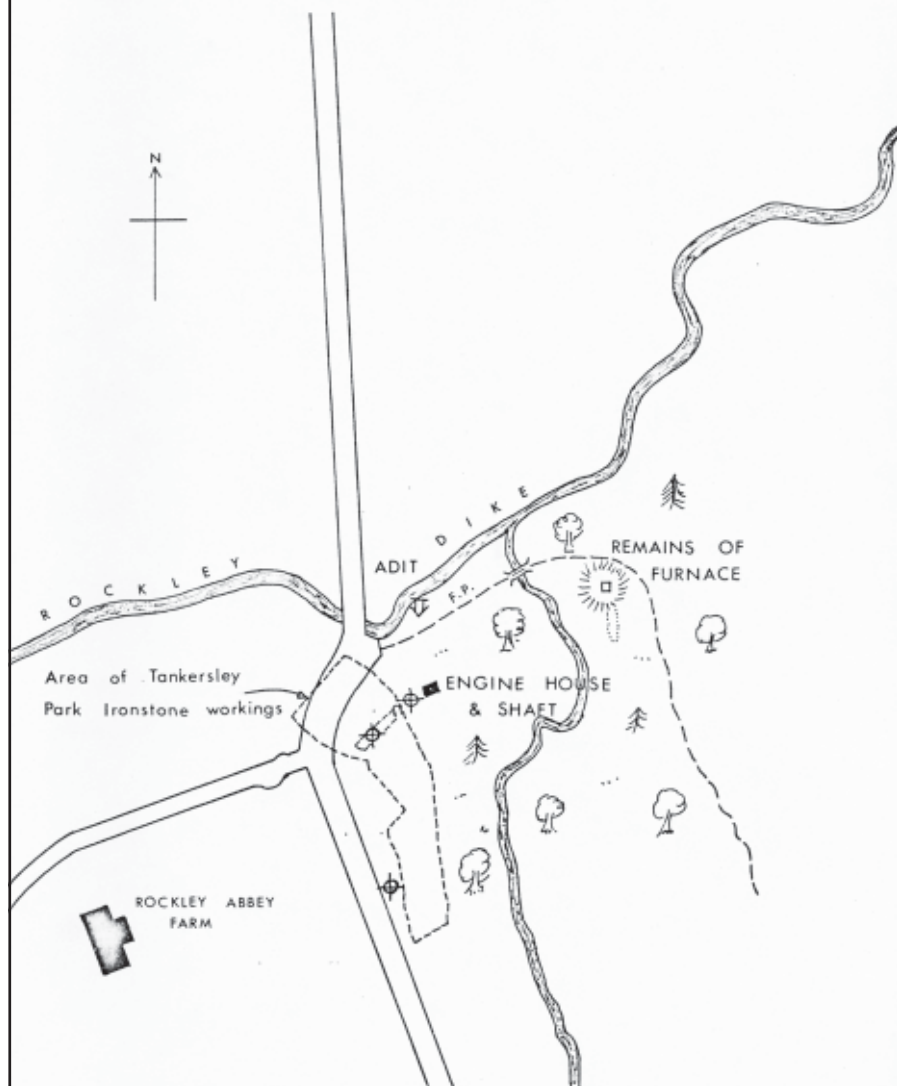 N
ROCKLEY DIKE
ADIT
F.P.
REMAINS OF
FURNACE
Area of Tankersley
Park Ironstone workings
ENGINE HOUSE
& SHAFT
ROCKLEY ABBEY
FARM